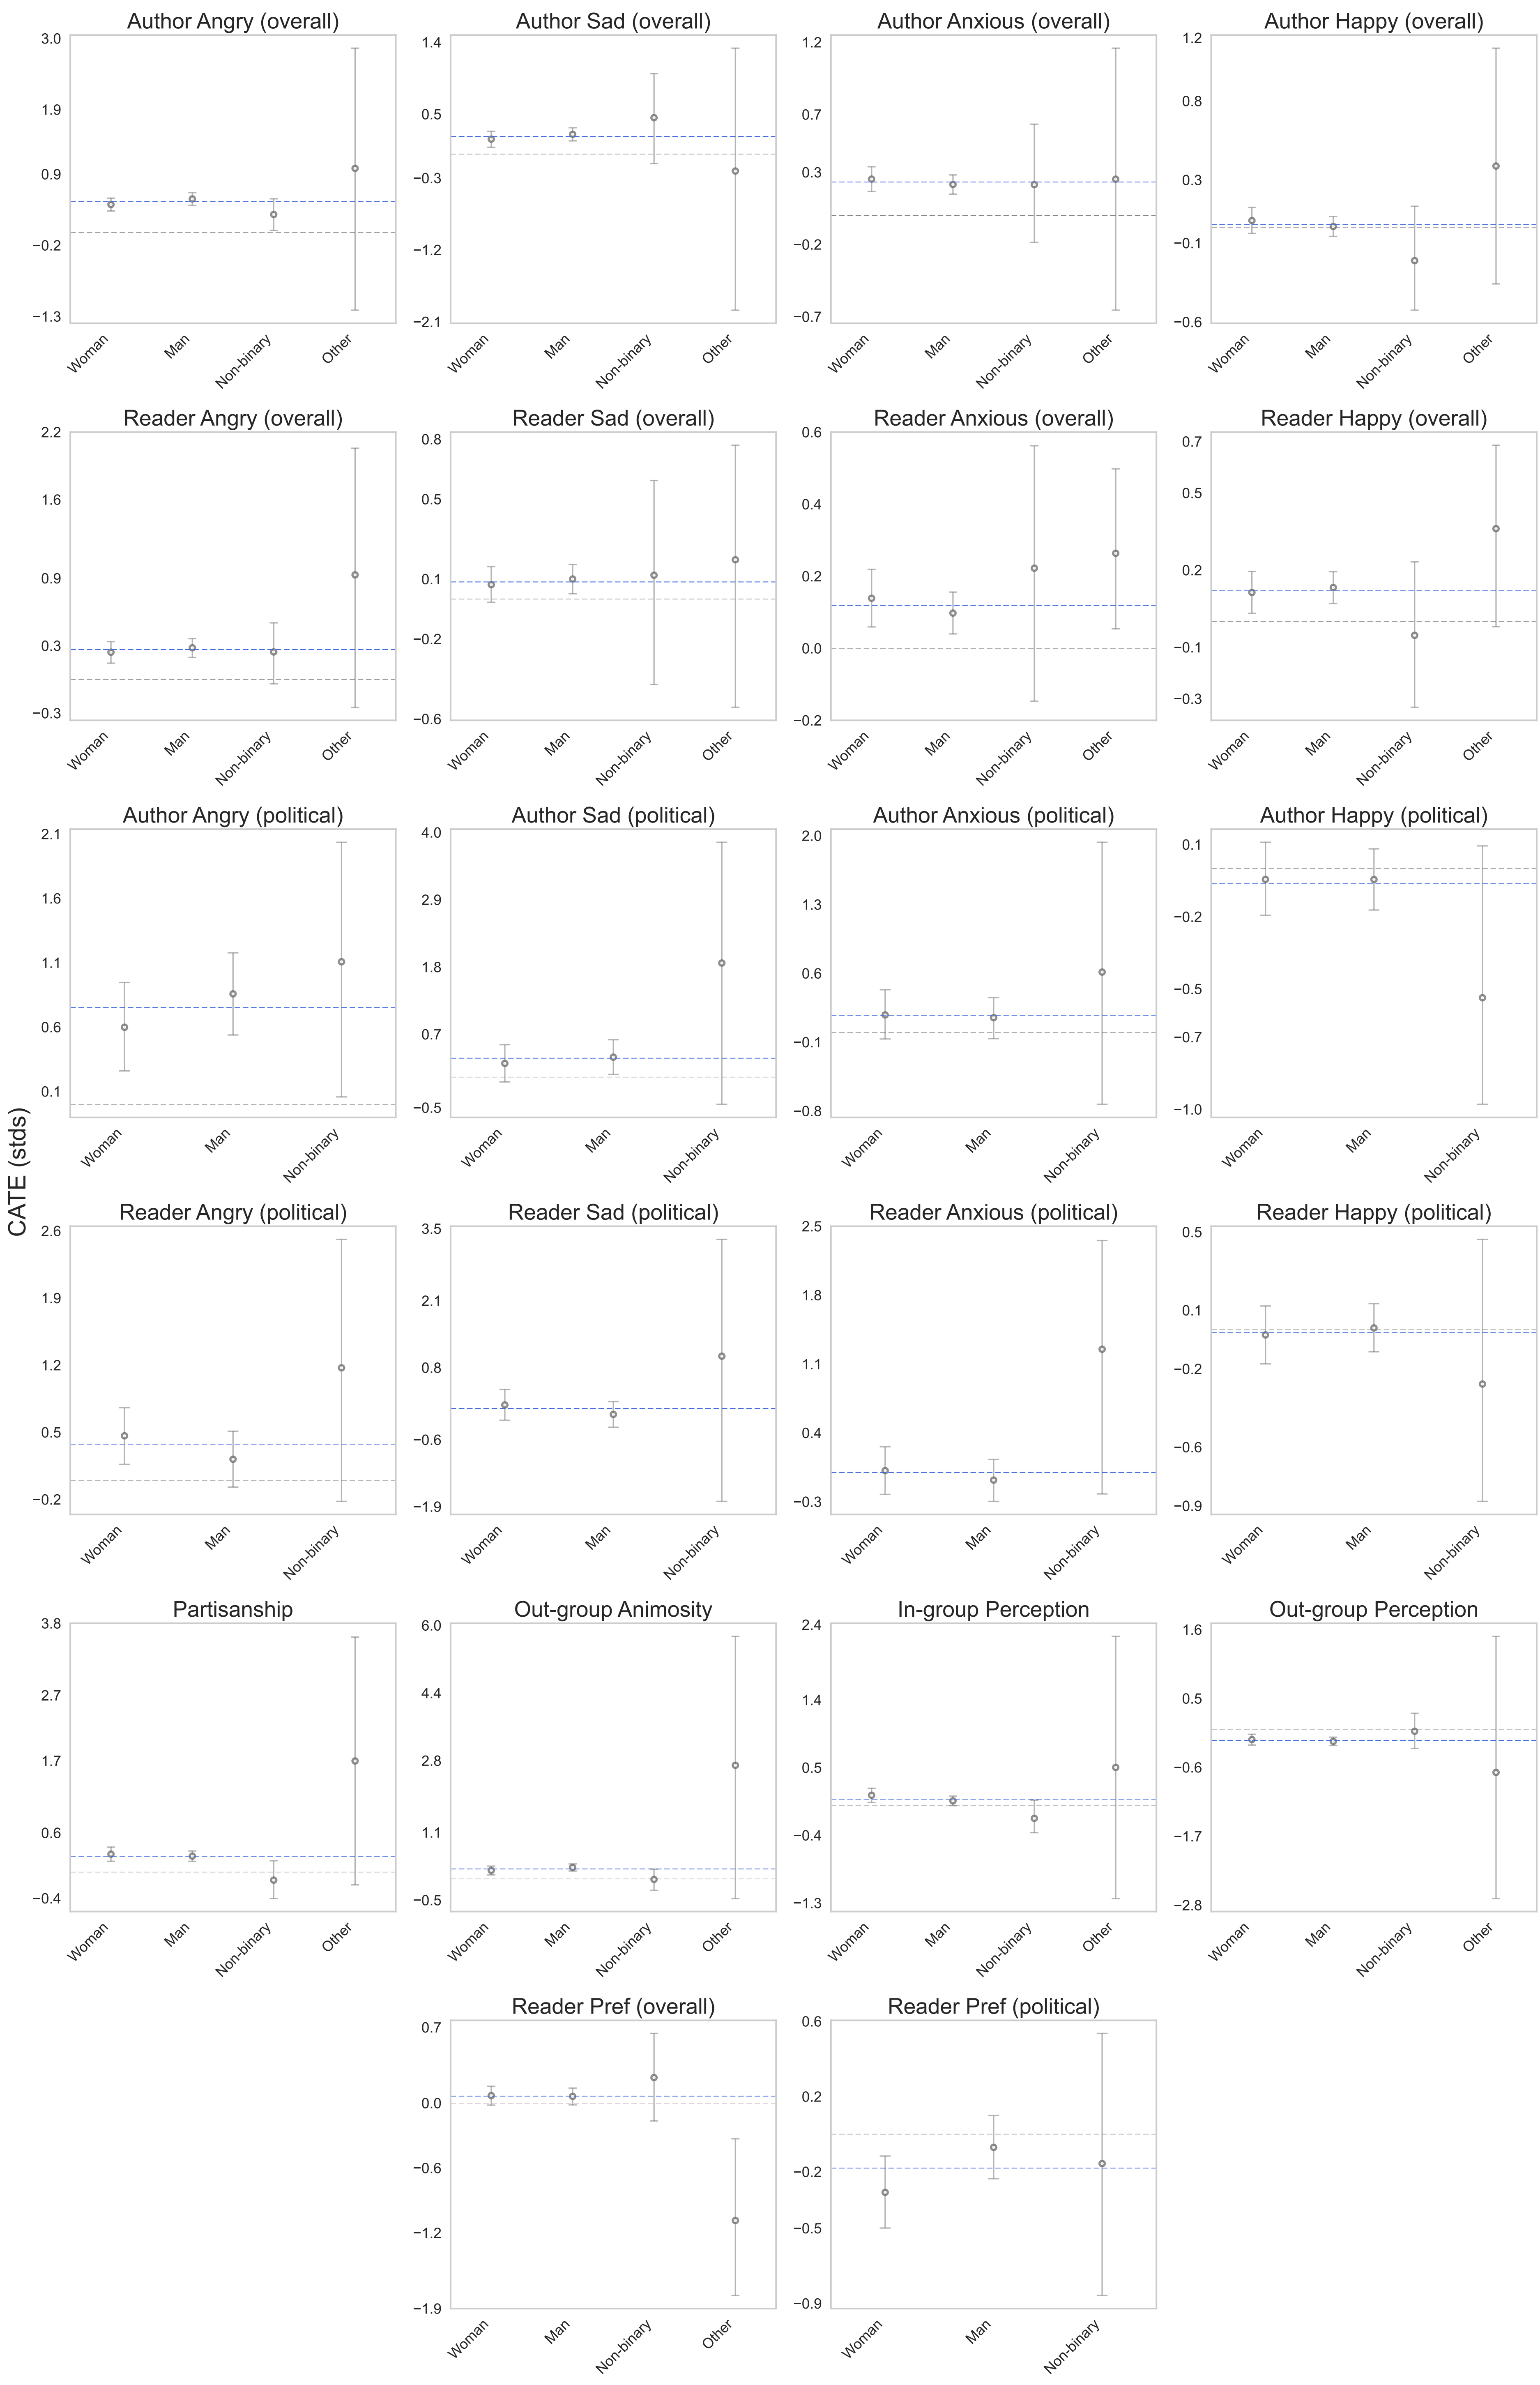 Author Angry (overall)
3.0
1.9
0.9
−0.2
−1.3
Woman
Man
Non-binary
Other
Author Sad (overall)
1.4
0.5
−0.3
−1.2
−2.1
Woman
Man
Non-binary
Other
Author Anxious (overall)
1.2
0.7
0.3
−0.2
−0.7
Woman
Man
Non-binary
Other
Author Happy (overall)
1.2
0.8
0.3
−0.1
−0.6
Woman
Man
Non-binary
Other
Reader Angry (overall)
2.2
1.6
0.9
0.3
−0.3
Woman
Man
Non-binary
Other
Reader Sad (overall)
0.8
0.5
0.1
−0.2
−0.6
Woman
Man
Non-binary
Other
Reader Anxious (overall)
0.6
0.4
0.2
0.0
−0.2
Woman
Man
Non-binary
Other
Reader Happy (overall)
0.7
0.5
0.2
−0.1
−0.3
Woman
Man
Non-binary
Other
CATE (stds)
Author Angry (political)
2.1
1.6
1.1
0.6
0.1
Woman
Man
Non-binary
Author Sad (political)
4.0
2.9
1.8
0.7
−0.5
Woman
Man
Non-binary
Author Anxious (political)
2.0
1.3
0.6
−0.1
−0.8
Woman
Man
Non-binary
Author Happy (political)
0.1
−0.2
−0.5
−0.7
−1.0
Woman
Man
Non-binary
Reader Angry (political)
2.6
1.9
1.2
0.5
−0.2
Woman
Man
Non-binary
Reader Sad (political)
3.5
2.1
0.8
−0.6
−1.9
Woman
Man
Non-binary
Reader Anxious (political)
2.5
1.8
1.1
0.4
−0.3
Woman
Man
Non-binary
Reader Happy (political)
0.5
0.1
−0.2
−0.6
−0.9
Woman
Man
Non-binary
Partisanship
3.8
2.7
1.7
0.6
−0.4
Woman
Man
Non-binary
Other
Out-group Animosity
6.0
4.4
2.8
1.1
−0.5
Woman
Man
Non-binary
Other
In-group Perception
2.4
1.4
0.5
−0.4
−1.3
Woman
Man
Non-binary
Other
Out-group Perception
1.6
0.5
−0.6
−1.7
−2.8
Woman
Man
Non-binary
Other
Reader Pref (overall)
0.7
0.0
−0.6
−1.2
−1.9
Woman
Man
Non-binary
Other
Reader Pref (political)
0.6
0.2
−0.2
−0.5
−0.9
Woman
Man
Non-binary